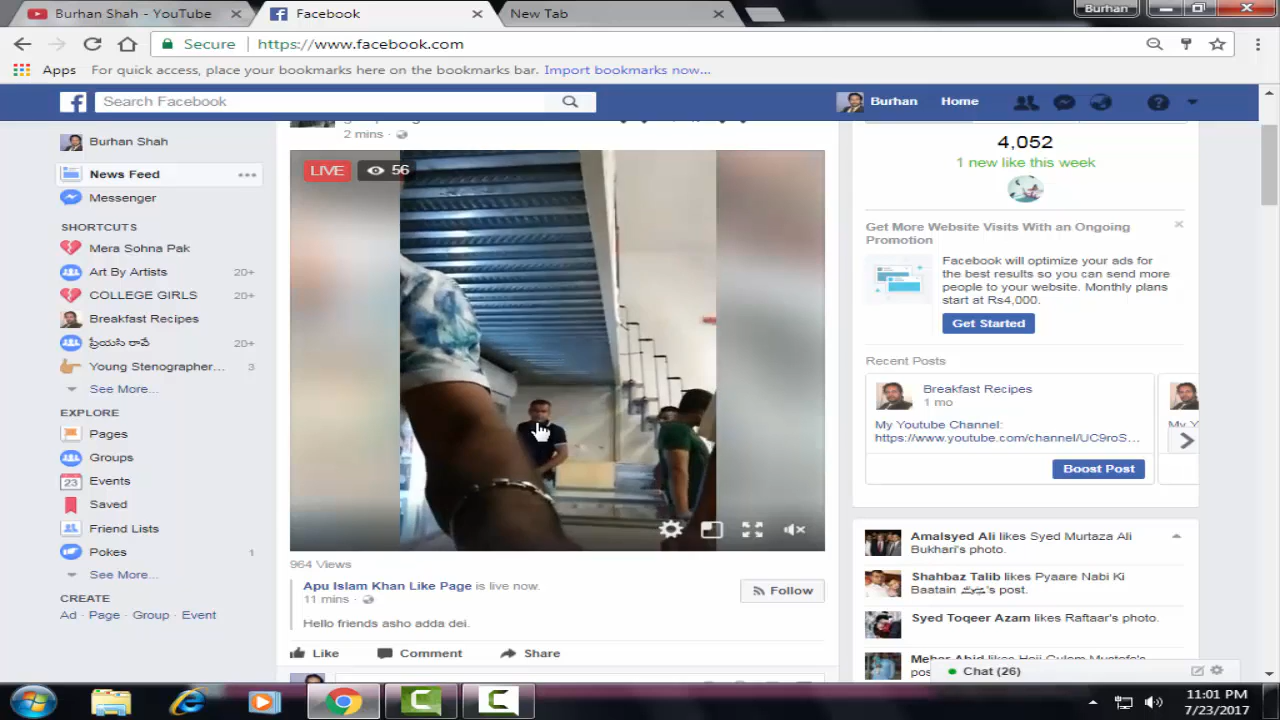 Burhan Shah - YouTube
Facebook
New Tab
Burhan
Secure
https://www.facebook.com
Apps
For quick access, place your bookmarks here on the bookmarks bar.
Import bookmarks now...
Search Facebook
Burhan
Home
Burhan Shah
News Feed
Messenger
SHORTCUTS
Mera Sohna Pak
Art By Artists 20+
COLLEGE GIRLS 20+
Breakfast Recipes
ప్రేయసి రావే 20+
Young Stenographer... 3
See More...
EXPLORE
Pages
Groups
23 Events
Saved
Friend Lists
Pokes 1
See More...
CREATE
Ad · Page · Group · Event
2 mins ·
LIVE 56
964 Views
Apu Islam Khan Like Page is live now.
11 mins ·
Follow
Hello friends asho adda dei.
Like
Comment
Share
4,052
1 new like this week
Get More Website Visits With an Ongoing
Promotion
Facebook will optimize your ads for
the best results so you can send more
people to your website. Monthly plans
start at Rs4,000.
Get Started
Recent Posts
Breakfast Recipes
1 mo
My Youtube Channel:
https://www.youtube.com/channel/UC9roS...
Boost Post
Amalsyed Ali likes Syed Murtaza Ali
Bukhari's photo.
Shahbaz Talib likes Pyaare Nabi Ki
Baatain 's post.
Syed Toqeer Azam likes Raftaar's photo.
Chat (26)
11:01 PM
7/23/2017